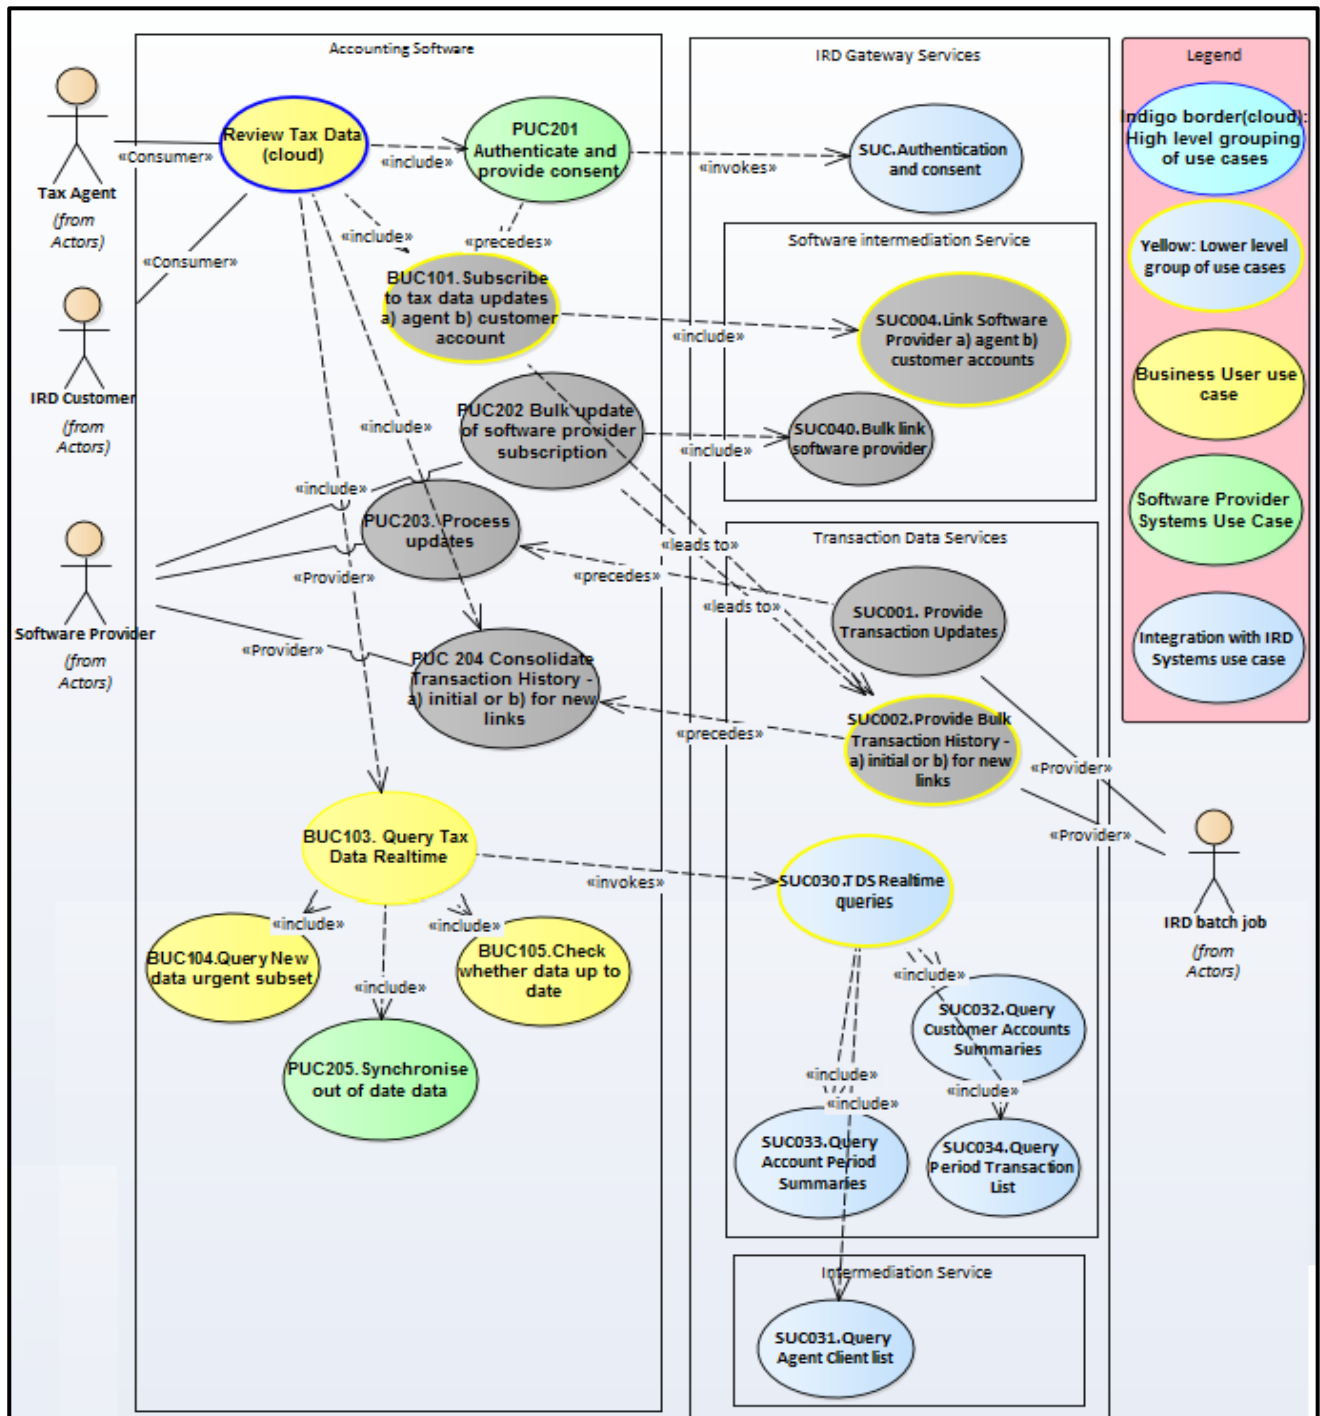 Accounting Software
IRD Gateway Services
Legend
Tax Agent
(from
Actors)
«Consumer»
Review Tax Data
(cloud)
«include»
PUC201
Authenticate and
provide consent
«invokes»
SUC.Authentication
and consent
Indigo border(cloud):
High level grouping
of use cases
«Consumer»
«include»
«precedes»
Software intermediation Service
Yellow: Lower level
group of use cases
IRD Customer
(from
Actors)
BUC101.Subscribe
to tax data updates
a) agent b) customer
account
«include»
SUC004.Link Software
Provider a) agent b)
customer accounts
Business User use
case
«include»
PUC202 Bulk update
of software provider
subscription
«include»
SUC040.Bulk link
software provider
Software Provider
Systems Use Case
«include»
PUC203. Process
updates
«leads to»
Transaction Data Services
Software Provider
(from
Actors)
«Provider»
«precedes»
«leads to»
SUC001. Provide
Transaction Updates
Integration with IRD
Systems use case
«Provider»
PUC 204 Consolidate
Transaction History -
a) initial or b) for new
links
«precedes»
SUC002.Provide Bulk
Transaction History -
a) initial or b) for new
links
«Provider»
«Provider»
IRD batch job
(from
Actors)
BUC103. Query Tax
Data Realtime
«invokes»
SUC030.TDS Realtime
queries
«include»
«include»
BUC104.Query New
data urgent subset
«include»
BUC105.Check
whether data up to
date
PUC205.Synchronise
out of date data
«include»
SUC032.Query
Customer Accounts
Summaries
«include»
«include»
«include»
SUC033.Query
Account Period
Summaries
SUC034.Query
Period Transaction
List
Intermediation Service
SUC031.Query
Agent Client list